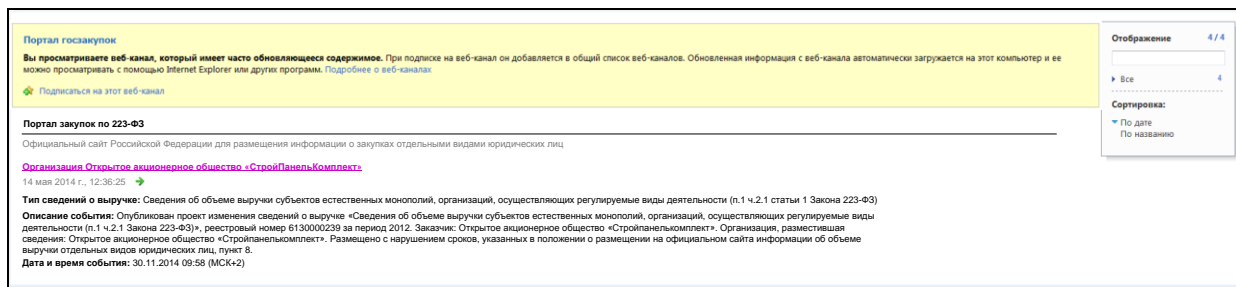 Портал госзакупок
Вы просматриваете веб-канал, который имеет часто обновляющееся содержимое. При подписке на веб-канал он добавляется в общий список веб-каналов. Обновленная информация с веб-канала автоматически загружается на этот компьютер и ее
можно просматривать с помощью Internet Explorer или других программ. Подробнее о веб-каналах
Подписаться на этот веб-канал
Отображение 4 / 4
Все 4
Сортировка:
По дате
По названию
Портал закупок по 223-ФЗ
Официальный сайт Российской Федерации для размещения информации о закупках отдельными видами юридических лиц
Организация Открытое акционерное общество «СтройПанельКомплект»
14 мая 2014 г., 12:36:25
Тип сведений о выручке: Сведения об объеме выручки субъектов естественных монополий, организаций, осуществляющих регулируемые виды деятельности (п.1 ч.2.1 статьи 1 Закона 223-ФЗ)
Описание события: Опубликован проект изменения сведений о выручке «Сведения об объеме выручки субъектов естественных монополий, организаций, осуществляющих регулируемые виды
деятельности (п.1 ч.2.1 Закона 223-ФЗ)», реестровый номер 6130000239 за период 2012. Заказчик: Открытое акционерное общество «Стройпанелькомплект». Организация, разместившая
сведения: Открытое акционерное общество «Стройпанелькомплект». Размещено с нарушением сроков, указанных в положении о размещении на официальном сайта информации об объеме
выручки отдельных видов юридических лиц, пункт 8.
Дата и время события: 30.11.2014 09:58 (МСК+2)